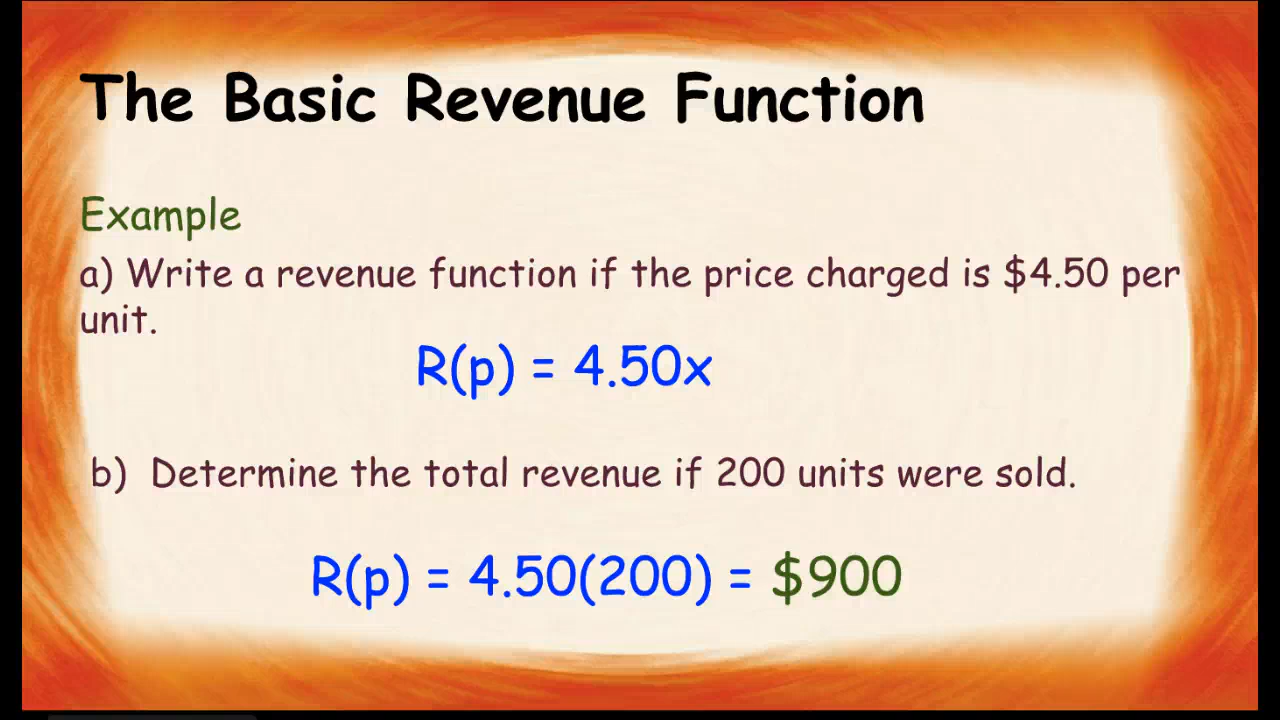 The Basic Revenue Function
Example
a) Write a revenue function if the price charged is $4.50 per
unit.
R(p) = 4.50x
b) Determine the total revenue if 200 units were sold.
R(p) = 4.50(200) = $900